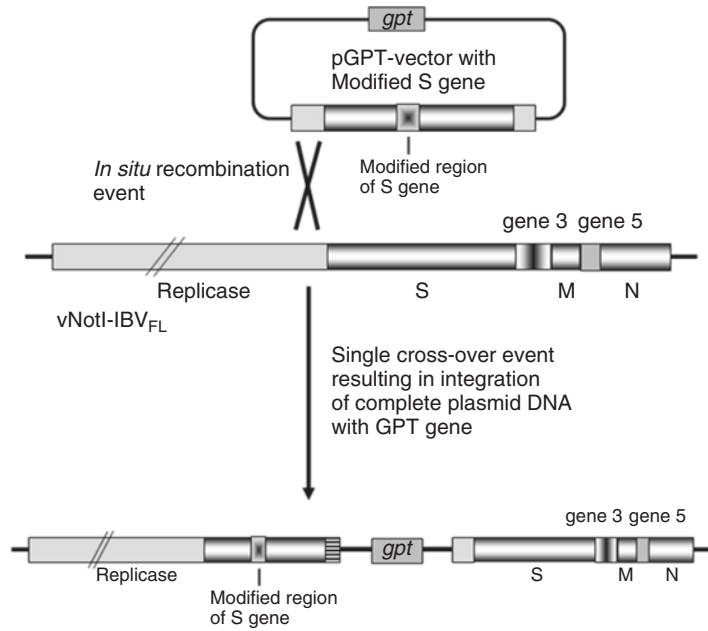 gpt
pGPT-vector with
Modified S gene
In situ recombination
event
Modified region
of S gene
gene 3 gene 5
Replicase
S
M
N
vNotI-IBVFL
Single cross-over event
resulting in integration
of complete plasmid DNA
with GPT gene
gene 3 gene 5
gpt
Replicase
S
M
N
Modified region
of S gene